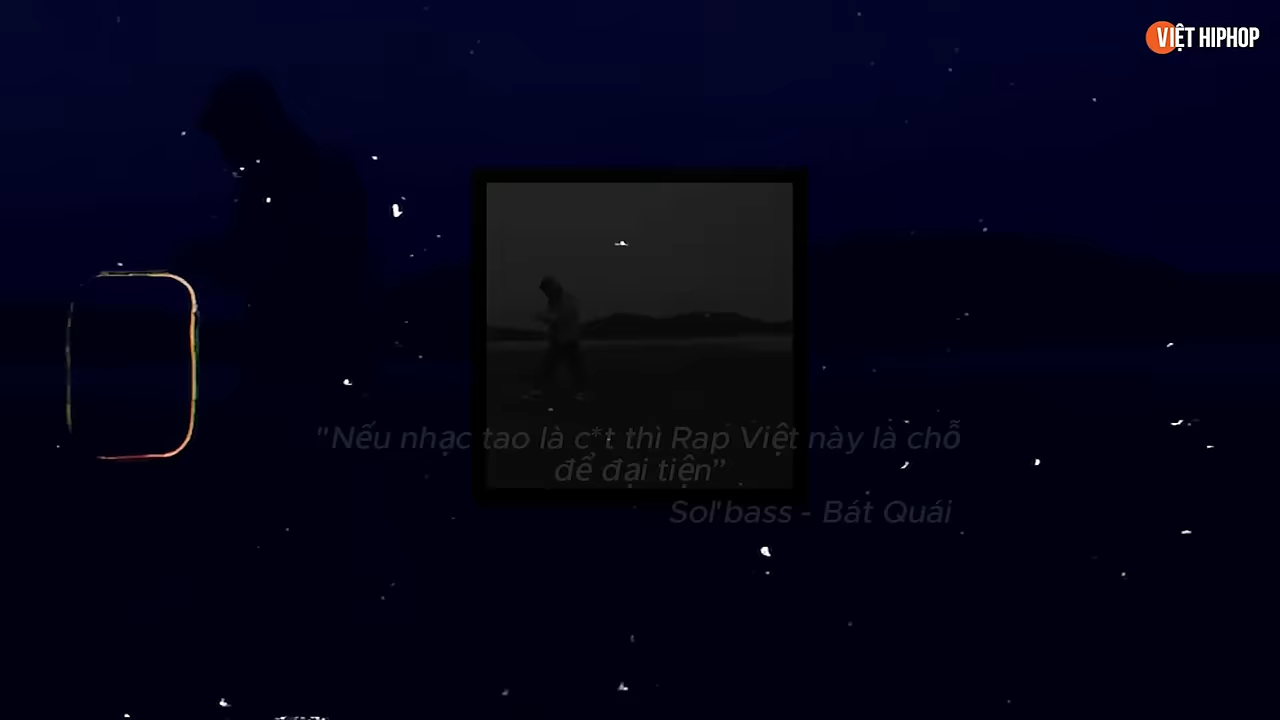 VIỆT HIPHOP
"Nếu nhạc tao là c*t thì Rap Việt này là chỗ
để đại tiện”
Sol'bass - Bát Quái